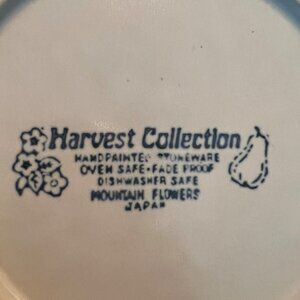 Harvest Collection
HANDPAINTED STONEWARE
OVEN SAFE • FADE PROOF
DISHWASHER SAFE
MOUNTAIN FLOWERS
JAPAN